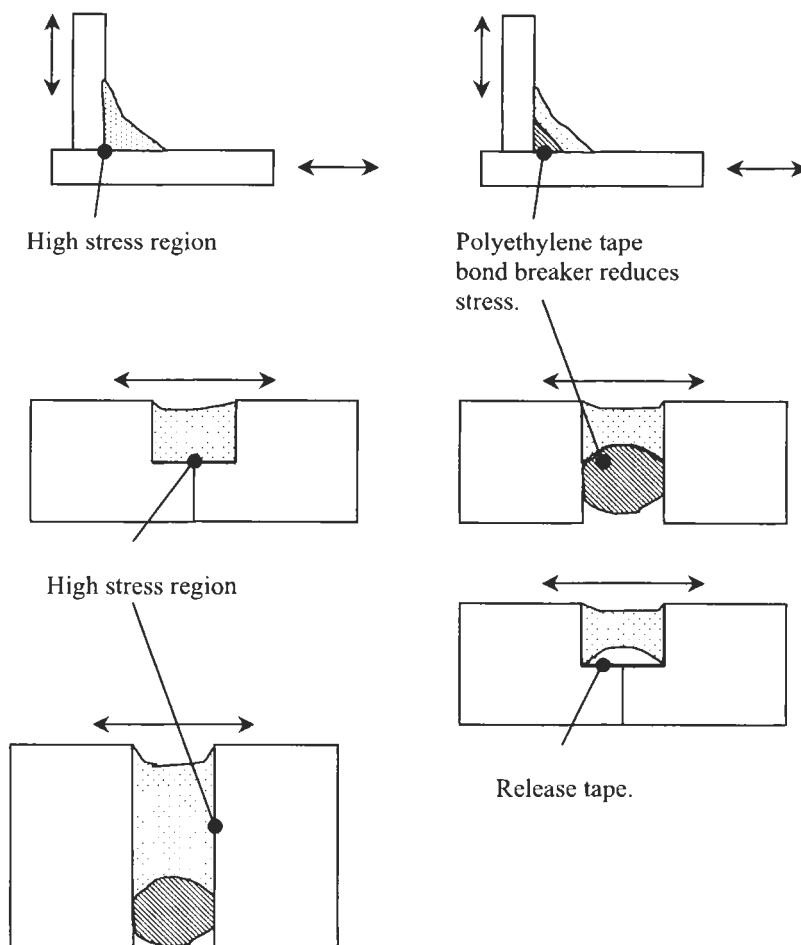 High stress region
Polyethylene tape
bond breaker reduces
stress.
High stress region
Release tape.